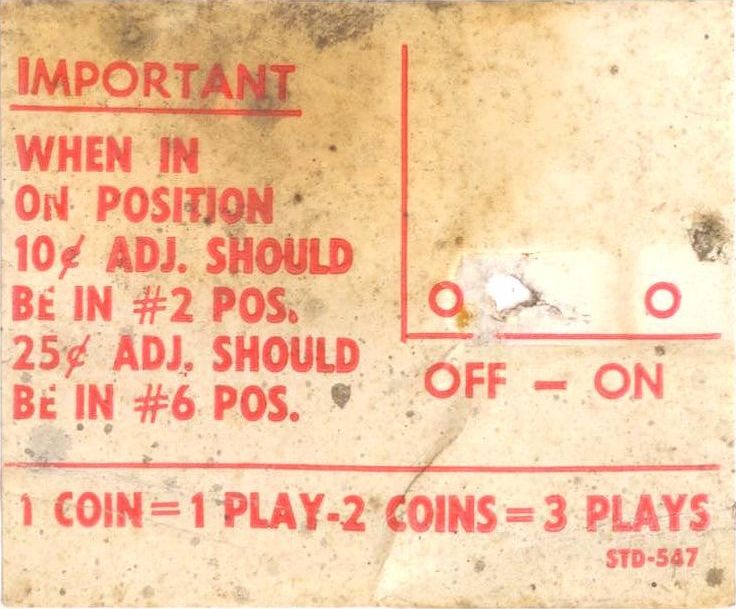 IMPORTANT
WHEN IN
ON POSITION
10¢ ADJ. SHOULD
BE IN #2 POS.
25¢ ADJ. SHOULD
BE IN #6 POS.
O O
OFF – ON
1 COIN = 1 PLAY-2 COINS = 3 PLAYS
STD-547